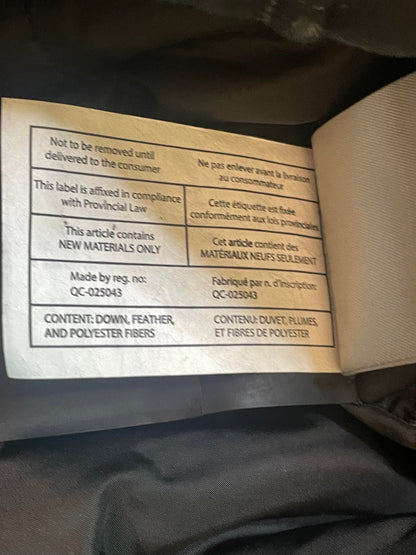 Not to be removed until
delivered to the consumer
Ne pas enlever avant la livraison
au consommateur
This label is affixed in compliance
with Provincial Law
Cette étiquette est fixée
conformément aux lois provinciales
This article contains
NEW MATERIALS ONLY
Cet article contient des
MATÉRIAUX NEUFS SEULEMENT
Made by reg. no:
QC-025043
Fabriqué par n. d'inscription:
QC-025043
CONTENT: DOWN, FEATHER,
AND POLYESTER FIBERS
CONTENU: DUVET, PLUMES,
ET FIBRES DE POLYESTER